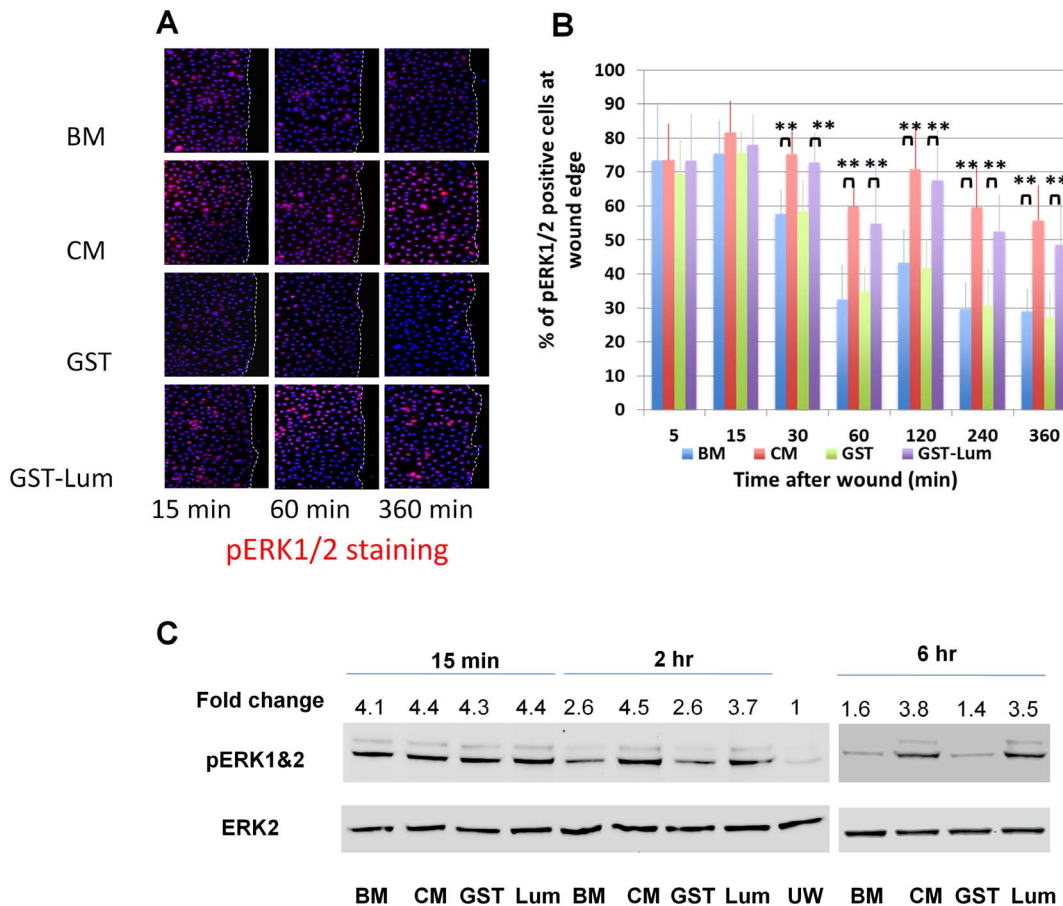 A
BM
CM
GST
GST-Lum
15 min 60 min 360 min
pERK1/2 staining
B
% of pERK1/2 positive cells at
wound edge
100
90
80
70
60
50
40
30
20
10
0
** **
** **
** **
** **
** **
5 15 30 60 120 240 360
BM CM GST GST-Lum
Time after wound (min)
C
15 min 2 hr 6 hr
Fold change 4.1 4.4 4.3 4.4 2.6 4.5 2.6 3.7 1 1.6 3.8 1.4 3.5
pERK1&2
ERK2
BM CM GST Lum BM CM GST Lum UW BM CM GST Lum